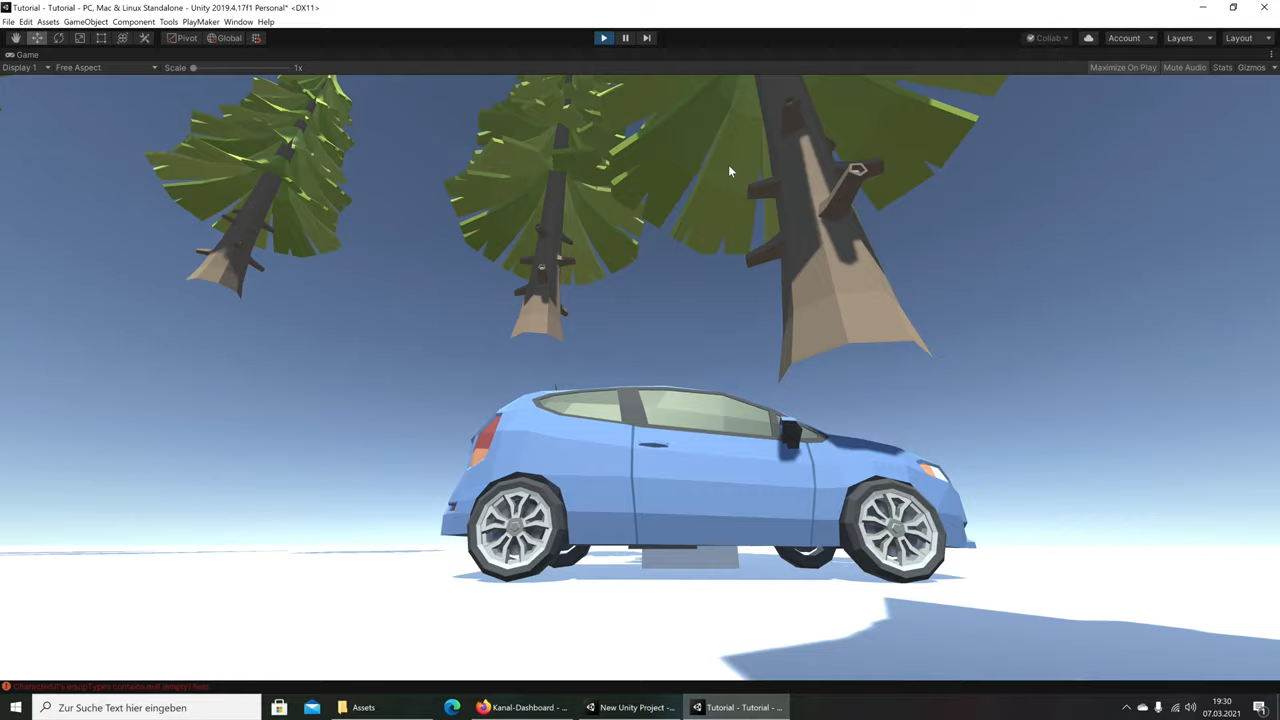 Tutorial - Tutorial - PC, Mac & Linux Standalone - Unity 2019.4.17f1 Personal* <DX11>
File Edit Assets GameObject Component Tools PlayMaker Window Help
Pivot Global Collab Account Layers Layout
Game
Display 1 Free Aspect Scale 1x Maximize On Play Mute Audio Stats Gizmos
Zur Suche Text hier eingeben Assets Kanal-Dashboard - ... New Unity Project -... Tutorial - Tutorial - ... 19:30
07.03.2021